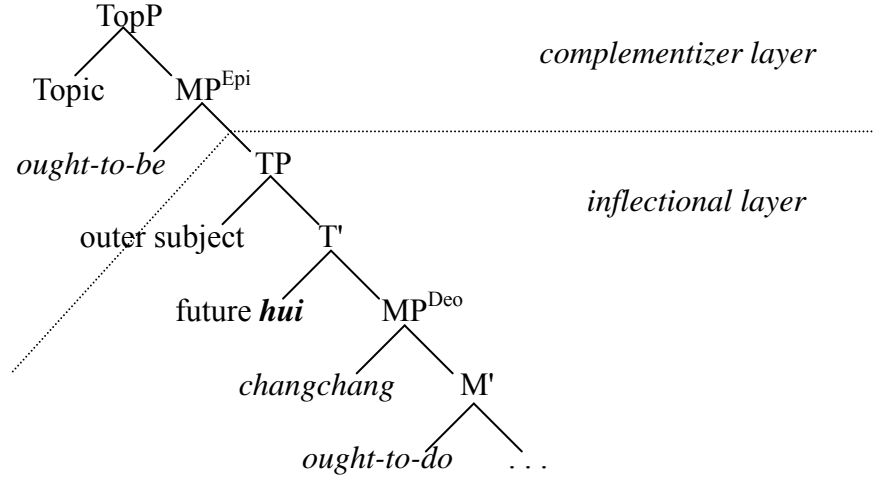 TopP
complementizer layer
Topic MP^Epi
ought-to-be TP
inflectional layer
outer subject T'
future hui MP^Deo
changchang M'
ought-to-do . . .